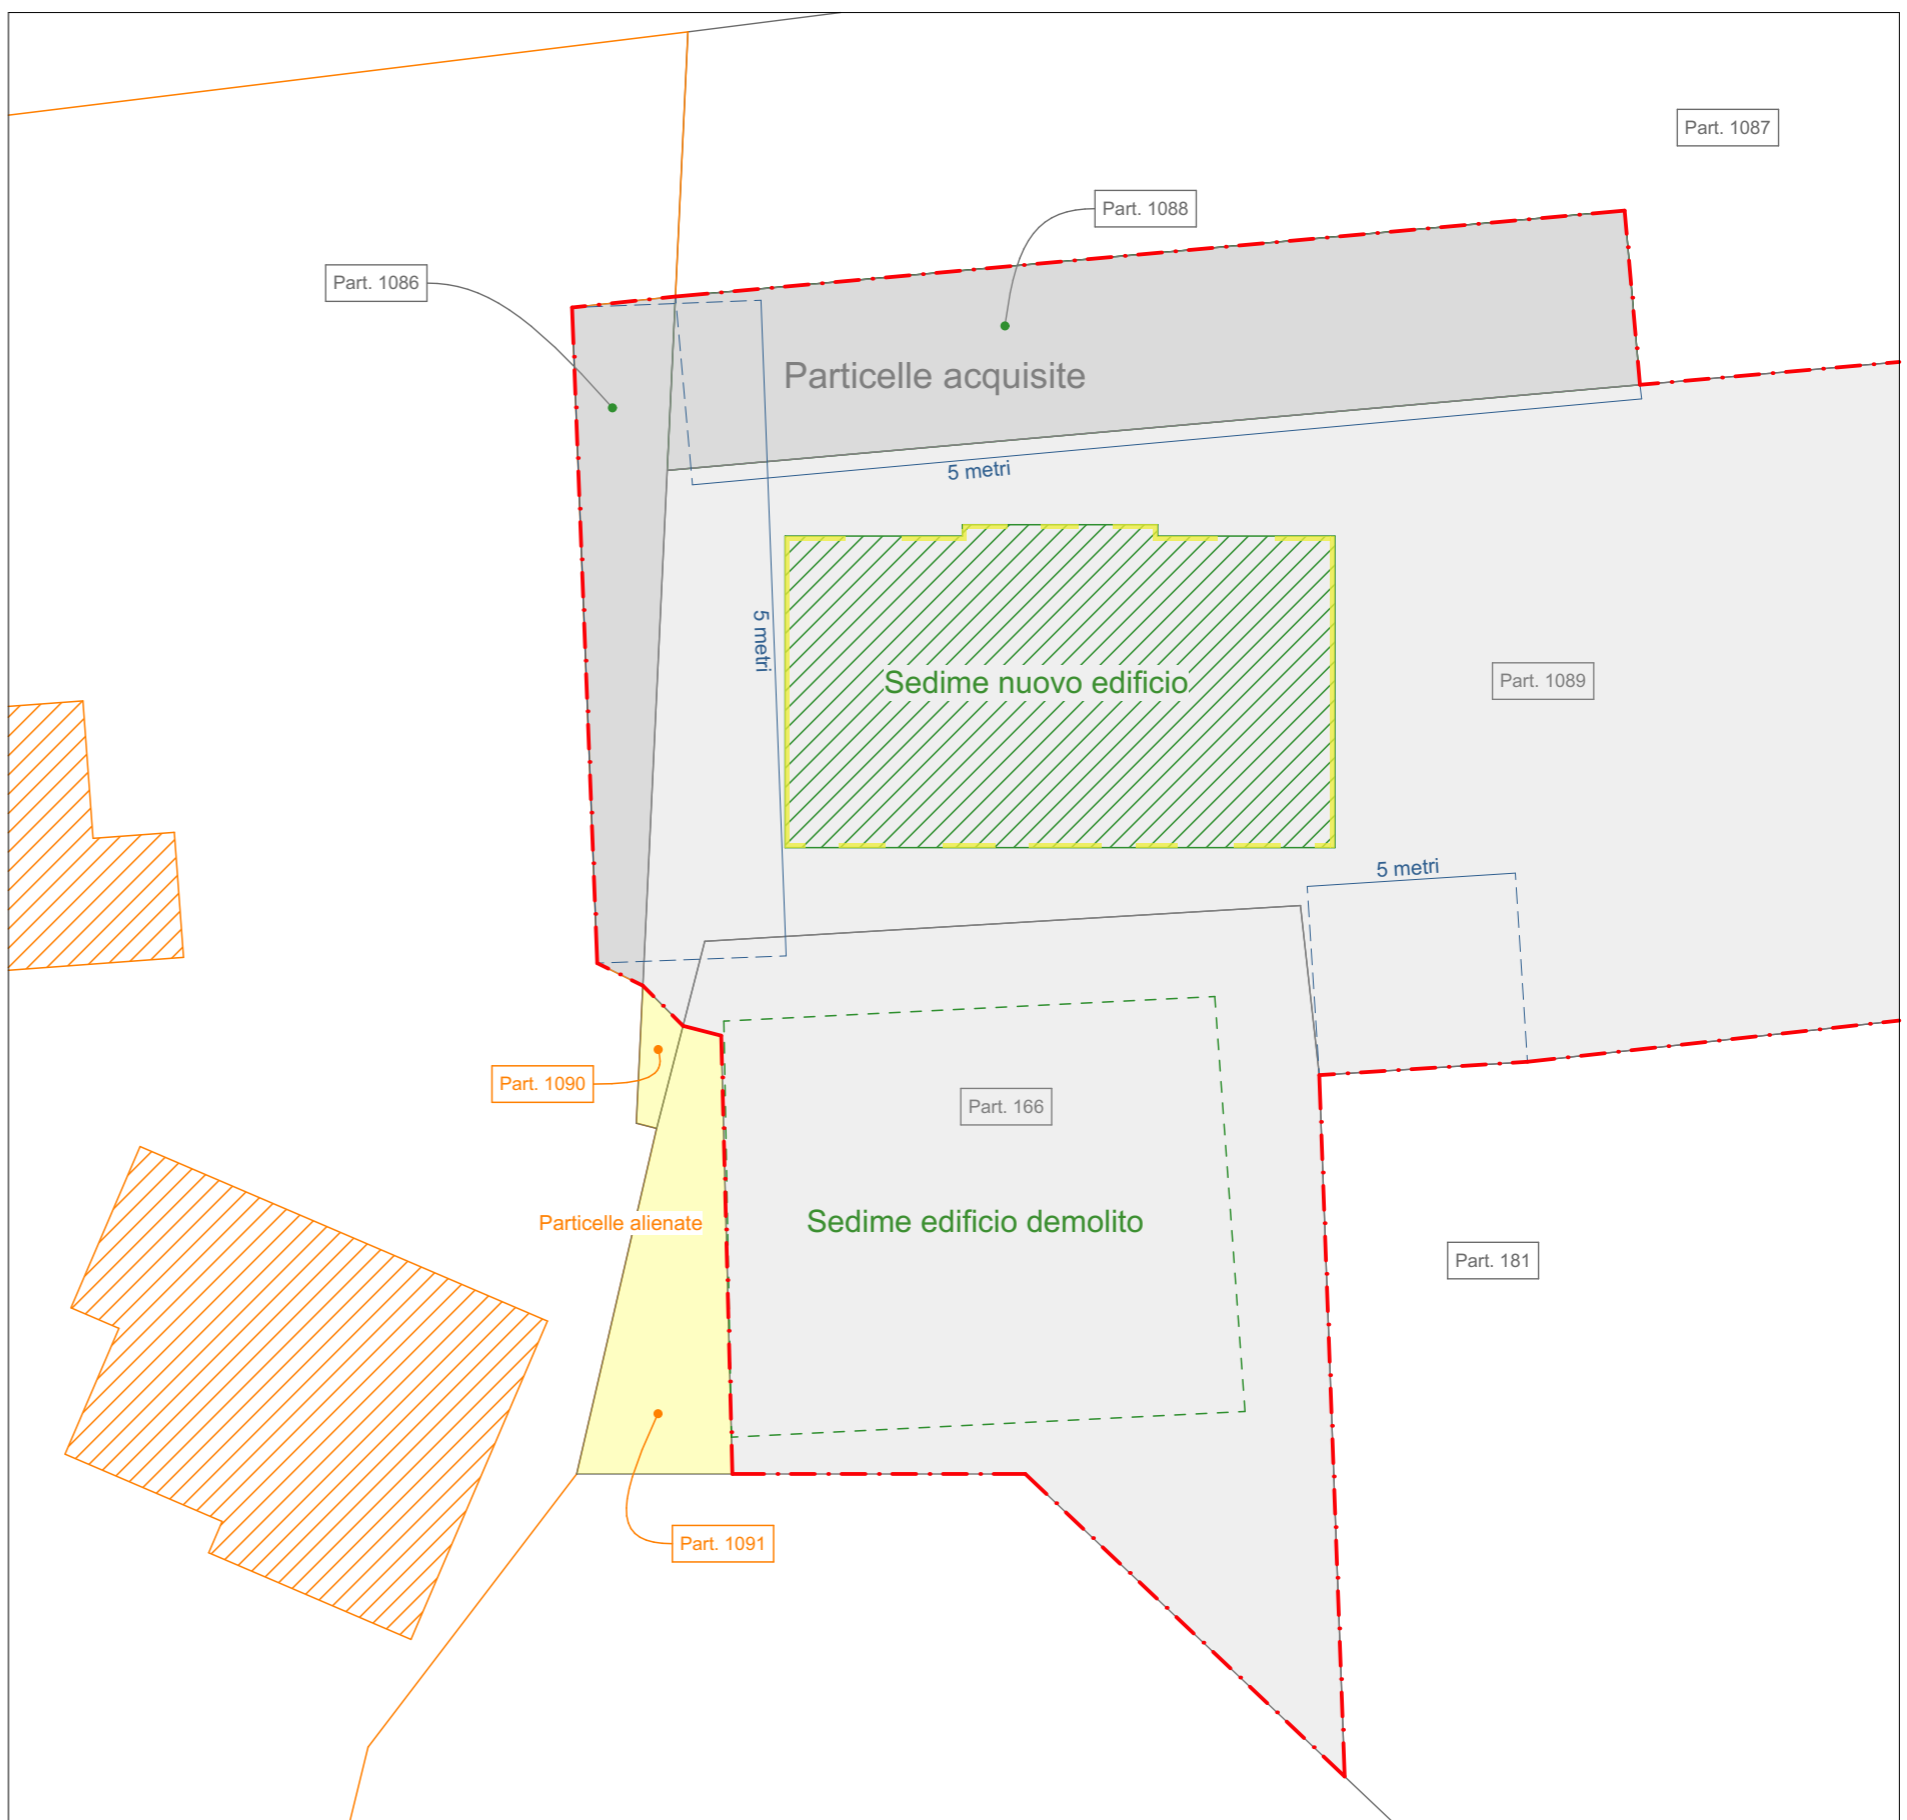 Part. 1087
Part. 1088
Part. 1086
Particelle acquisite
5 metri
5 metri
Sedime nuovo edificio
Part. 1089
5 metri
Part. 1090
Part. 166
Particelle alienate
Sedime edificio demolito
Part. 181
Part. 1091